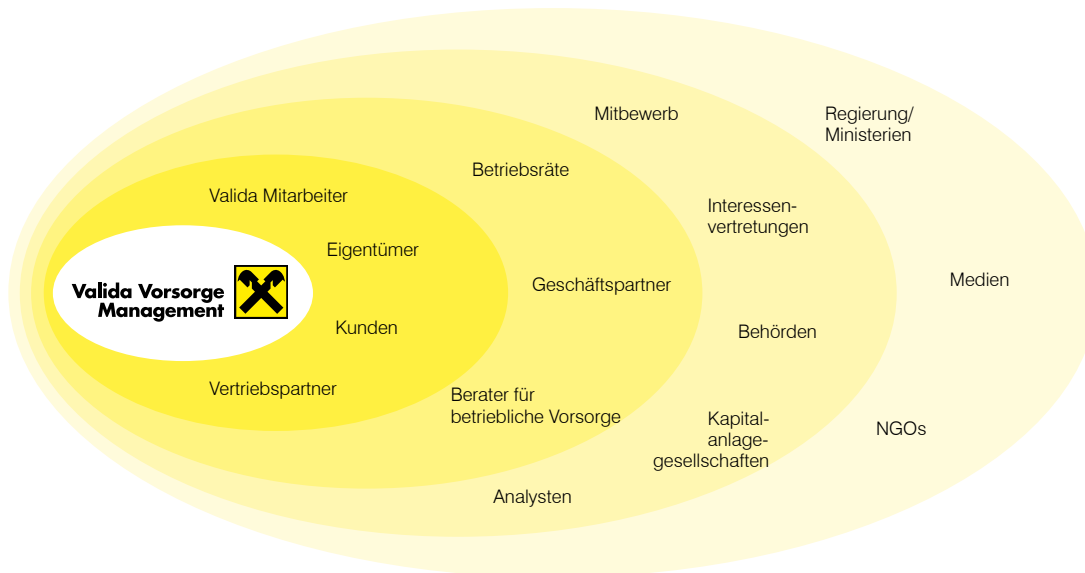 Mitbewerb
Regierung/
Ministerien
Betriebsräte
Valida Mitarbeiter
Interessen-
vertretungen
Eigentümer
Medien
Geschäftspartner
Valida Vorsorge
Management
Kunden
Behörden
Vertriebspartner
Berater für
betriebliche Vorsorge
Kapital-
anlage-
gesellschaften
NGOs
Analysten